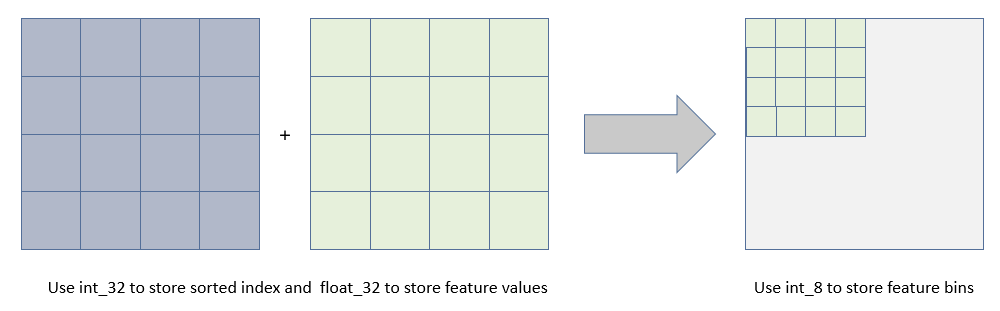 +
Use int_32 to store sorted index and  float_32 to store feature values
Use int_8 to store feature bins